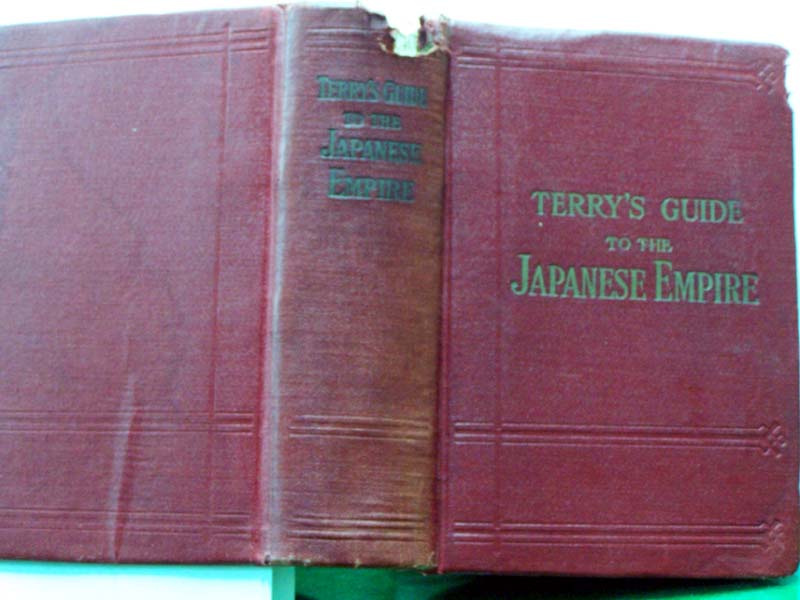 TERRY'S GUIDE
TO THE
JAPANESE
EMPIRE
TERRY'S GUIDE
TO THE
JAPANESE EMPIRE